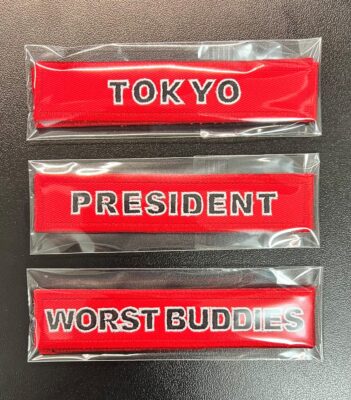 TOKYO
PRESIDENT
WORST BUDDIES